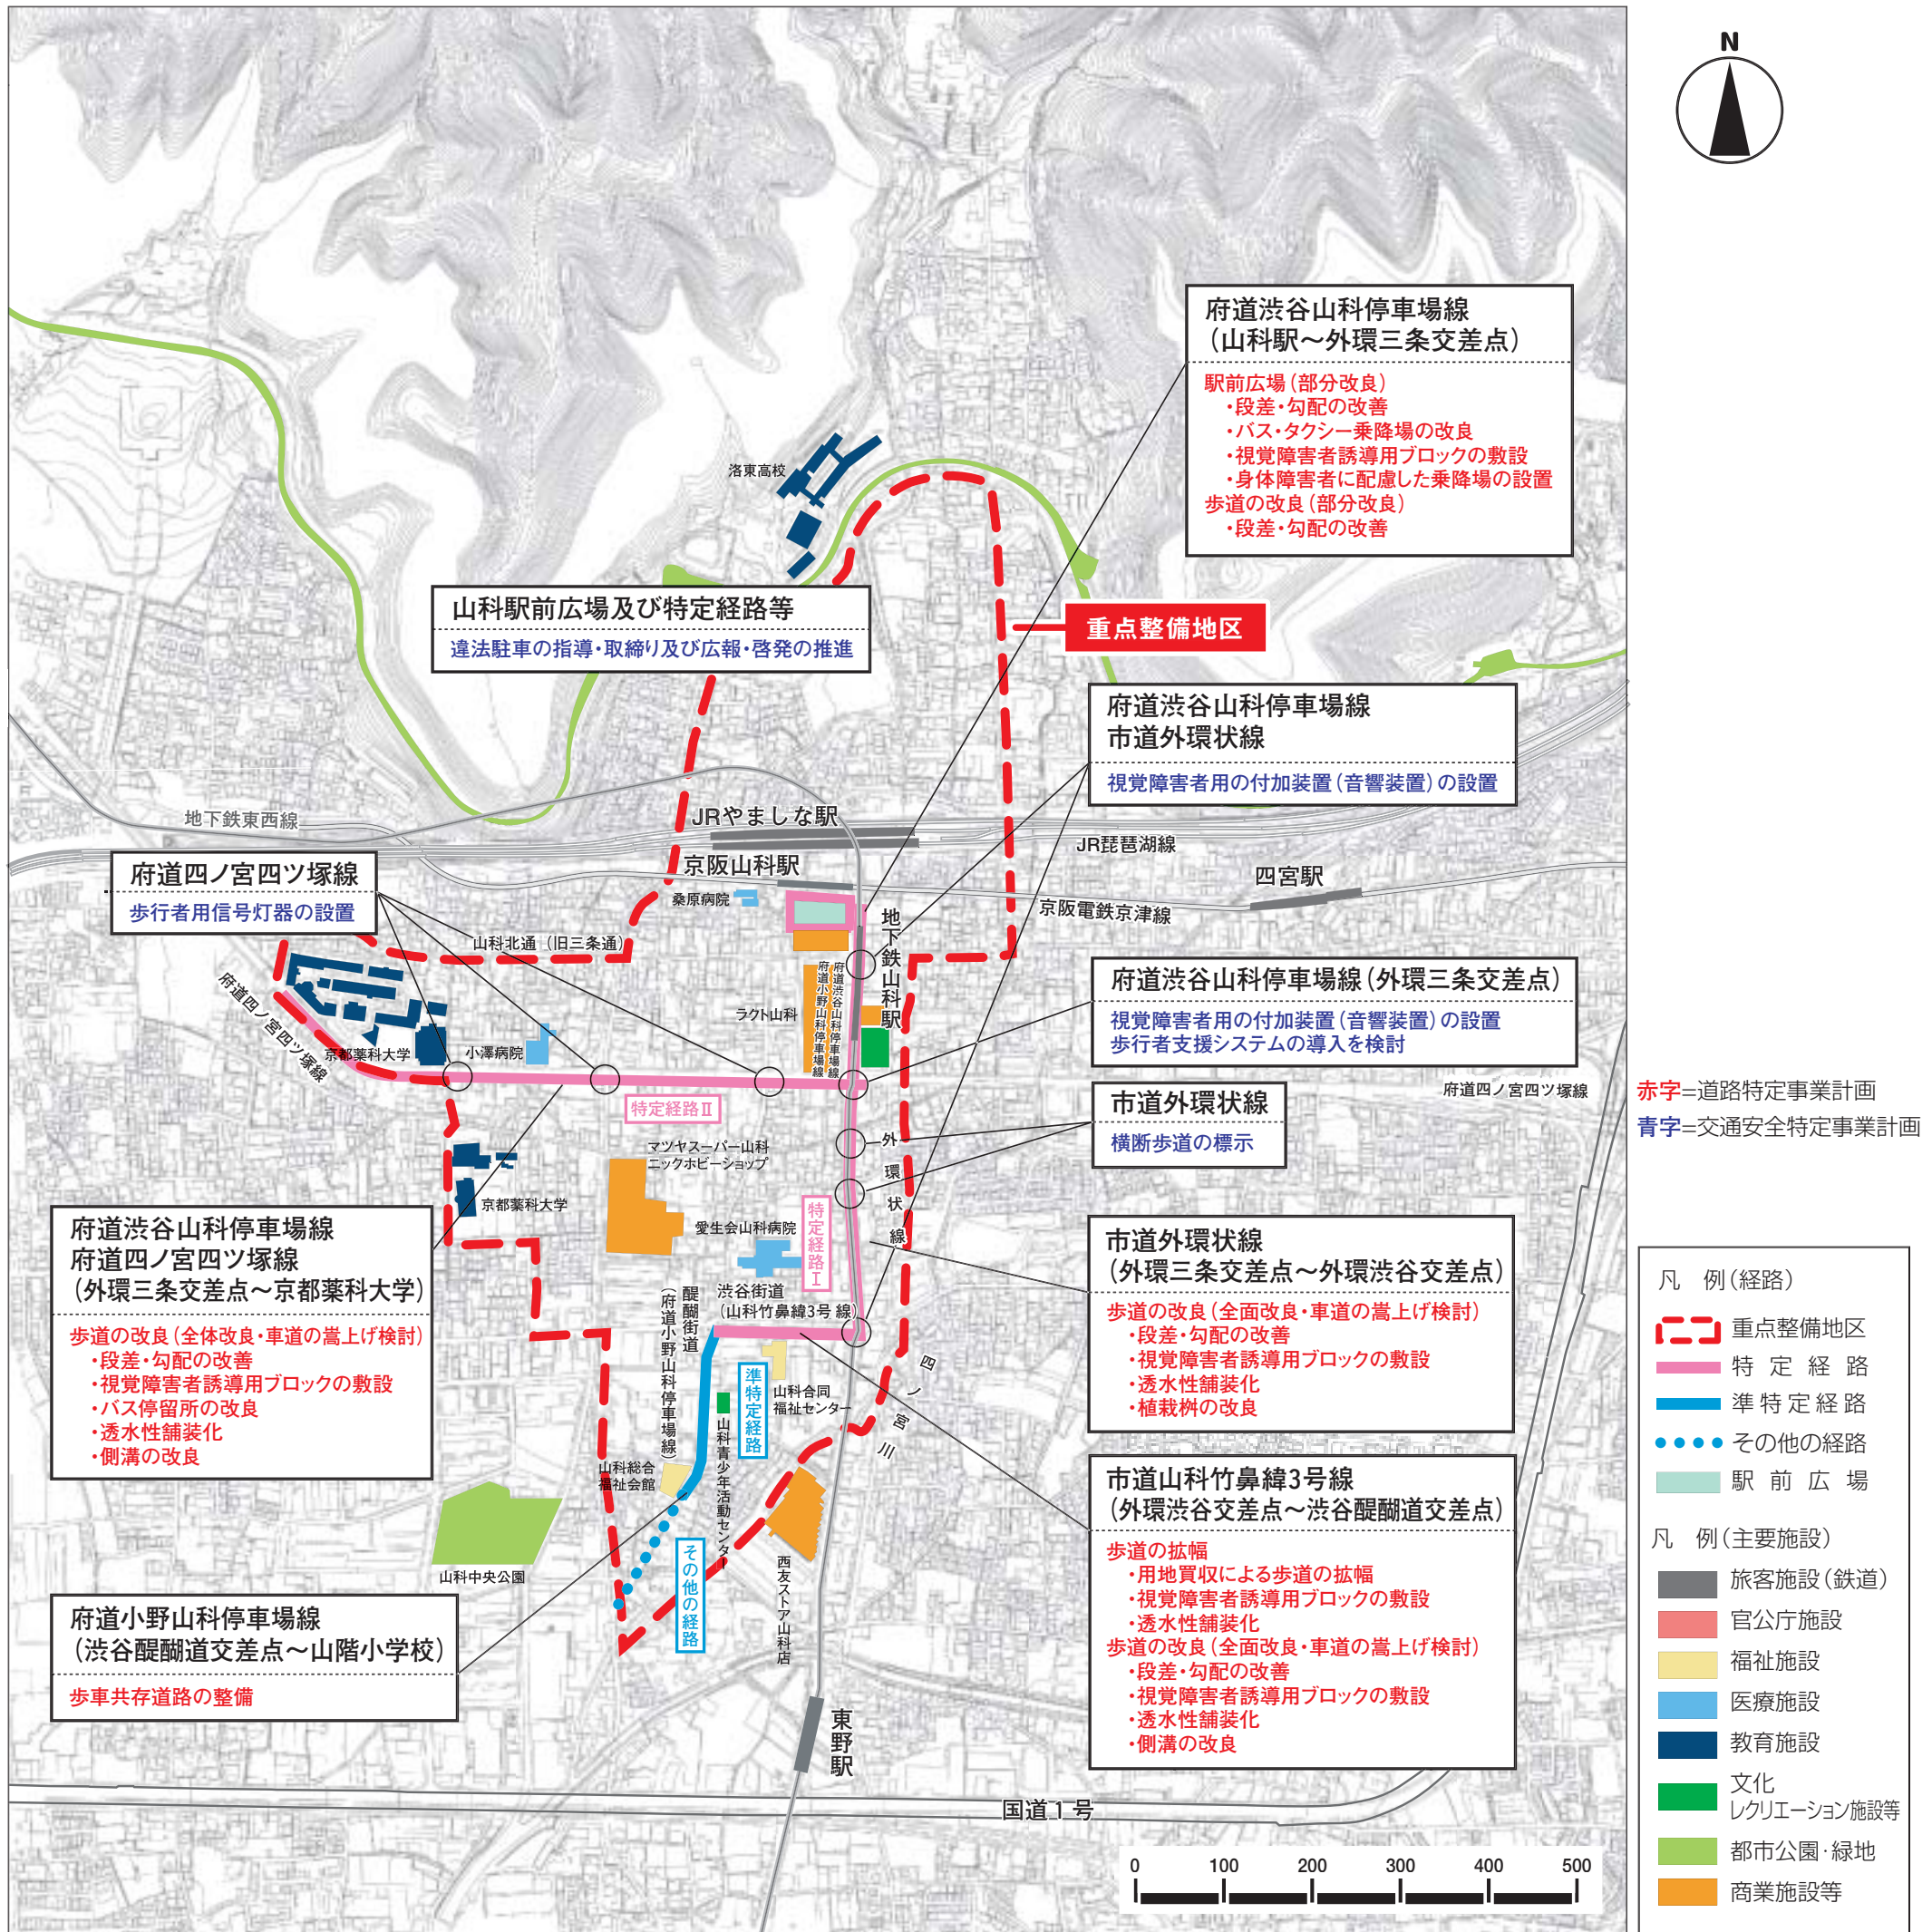 N
府道渋谷山科停車場線
(山科駅～外環三条交差点)
駅前広場(部分改良)
・段差・勾配の改善
・バス・タクシー乗降場の改良
・視覚障害者誘導用ブロックの敷設
・身体障害者に配慮した乗降場の設置
歩道の改良(部分改良)
・段差・勾配の改善
洛東高校
山科駅前広場及び特定経路等
違法駐車の指導・取締り及び広報・啓発の推進
重点整備地区
府道渋谷山科停車場線
市道外環状線
視覚障害者用の付加装置(音響装置)の設置
地下鉄東西線
JRやましな駅
JR琵琶湖線
京阪山科駅
四宮駅
桑原病院
京阪電鉄京津線
府道四ノ宮四ツ塚線
歩行者用信号灯器の設置
山科北通(旧三条通)
地下鉄山科駅
府道四ノ宮四ツ塚線
府道小野山科停車場線
府道渋谷山科停車場線
ラクト山科
京都薬科大学
小澤病院
府道渋谷山科停車場線(外環三条交差点)
視覚障害者用の付加装置(音響装置)の設置
歩行者支援システムの導入を検討
特定経路Ⅱ
府道四ノ宮四ツ塚線
赤字=道路特定事業計画
青字=交通安全特定事業計画
市道外環状線
横断歩道の標示
外環状線
マツヤスーパー山科
ニックホビーショップ
京都薬科大学
愛生会山科病院
特定経路Ⅰ
府道渋谷山科停車場線
府道四ノ宮四ツ塚線
(外環三条交差点～京都薬科大学)
歩道の改良(全体改良・車道の嵩上げ検討)
・段差・勾配の改善
・視覚障害者誘導用ブロックの敷設
・バス停留所の改良
・透水性舗装化
・側溝の改良
市道外環状線
(外環三条交差点～外環渋谷交差点)
歩道の改良(全面改良・車道の嵩上げ検討)
・段差・勾配の改善
・視覚障害者誘導用ブロックの敷設
・透水性舗装化
・植栽桝の改良
渋谷街道
(山科竹鼻緯3号線)
醍醐街道
(府道小野山科停車場線)
準特定経路
山科合同
福祉センター
四ノ宮川
山科青少年活動センター
山科総合
福祉会館
その他の経路
西友ストア山科店
山科中央公園
市道山科竹鼻緯3号線
(外環渋谷交差点～渋谷醍醐道交差点)
歩道の拡幅
・用地買収による歩道の拡幅
・視覚障害者誘導用ブロックの敷設
・透水性舗装化
歩道の改良(全面改良・車道の嵩上げ検討)
・段差・勾配の改善
・視覚障害者誘導用ブロックの敷設
・透水性舗装化
・側溝の改良
府道小野山科停車場線
(渋谷醍醐道交差点～山階小学校)
歩車共存道路の整備
東野駅
国道1号
0 100 200 300 400 500
凡 例(経路)
重点整備地区
特定経路
準特定経路
その他の経路
駅前広場
凡 例(主要施設)
旅客施設(鉄道)
官公庁施設
福祉施設
医療施設
教育施設
文化
レクリエーション施設等
都市公園・緑地
商業施設等